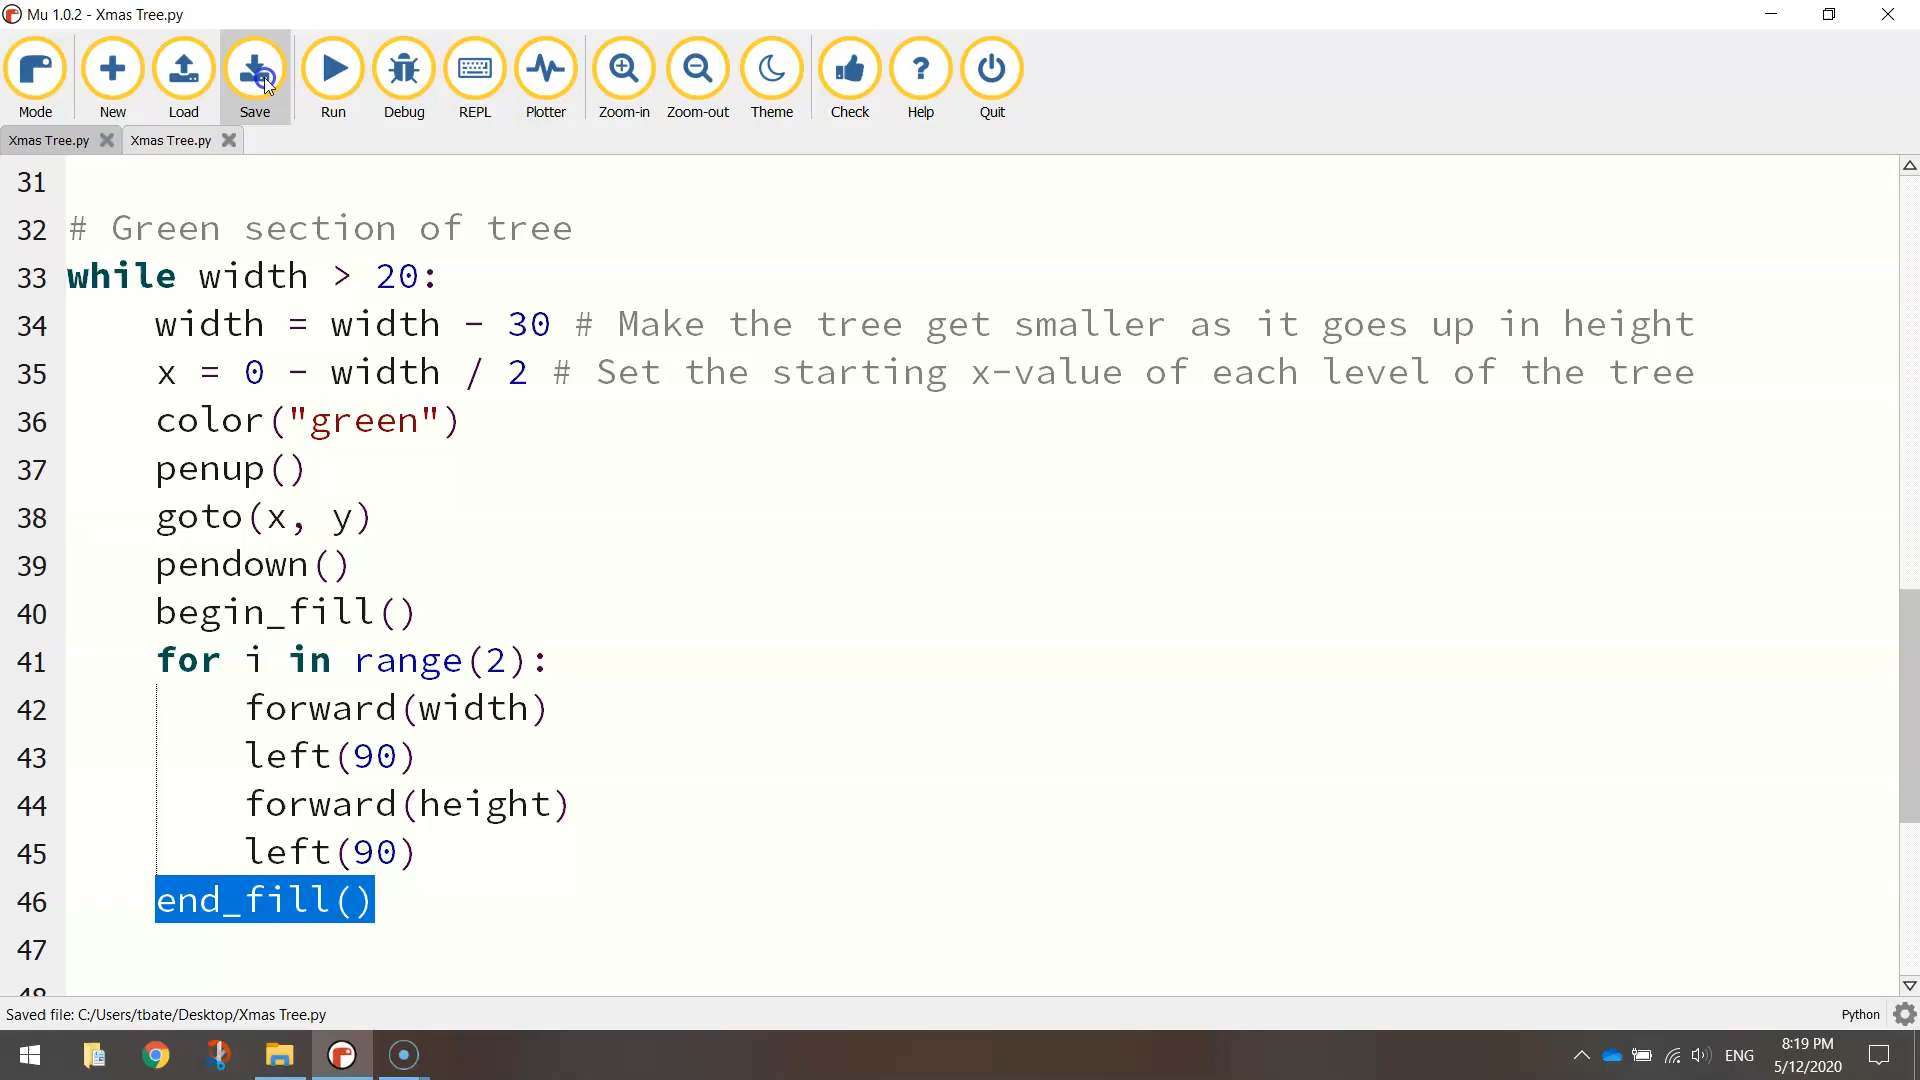 Mu 1.0.2 - Xmas Tree.py
Mode New Load Save Run Debug REPL Plotter Zoom-in Zoom-out Theme Check Help Quit
Xmas Tree.py Xmas Tree.py
31
32 # Green section of tree
33 while width > 20:
34 width = width - 30 # Make the tree get smaller as it goes up in height
35 x = 0 - width / 2 # Set the starting x-value of each level of the tree
36 color("green")
37 penup()
38 goto(x, y)
39 pendown()
40 begin_fill()
41 for i in range(2):
42 forward(width)
43 left(90)
44 forward(height)
45 left(90)
46 end_fill()
47
48
Saved file: C:/Users/tbate/Desktop/Xmas Tree.py Python
ENG 8:19 PM
5/12/2020